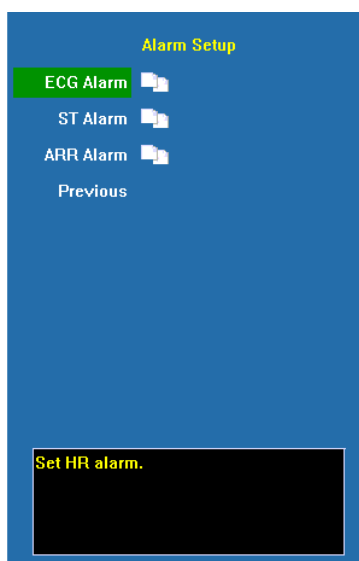 Alarm Setup
ECG Alarm
ST Alarm
ARR Alarm
Previous
Set HR alarm.